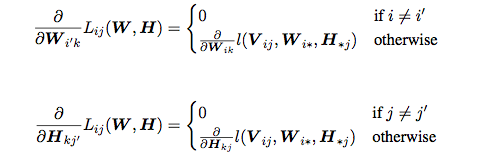 ∂/∂W_{i'k} L_{ij}(W, H) = { 0 if i ≠ i'
∂/∂W_{ik} l(V_{ij}, W_{i∗}, H_{∗j}) otherwise
∂/∂H_{kj'} L_{ij}(W, H) = { 0 if j ≠ j'
∂/∂H_{kj} l(V_{ij}, W_{i∗}, H_{∗j}) otherwise